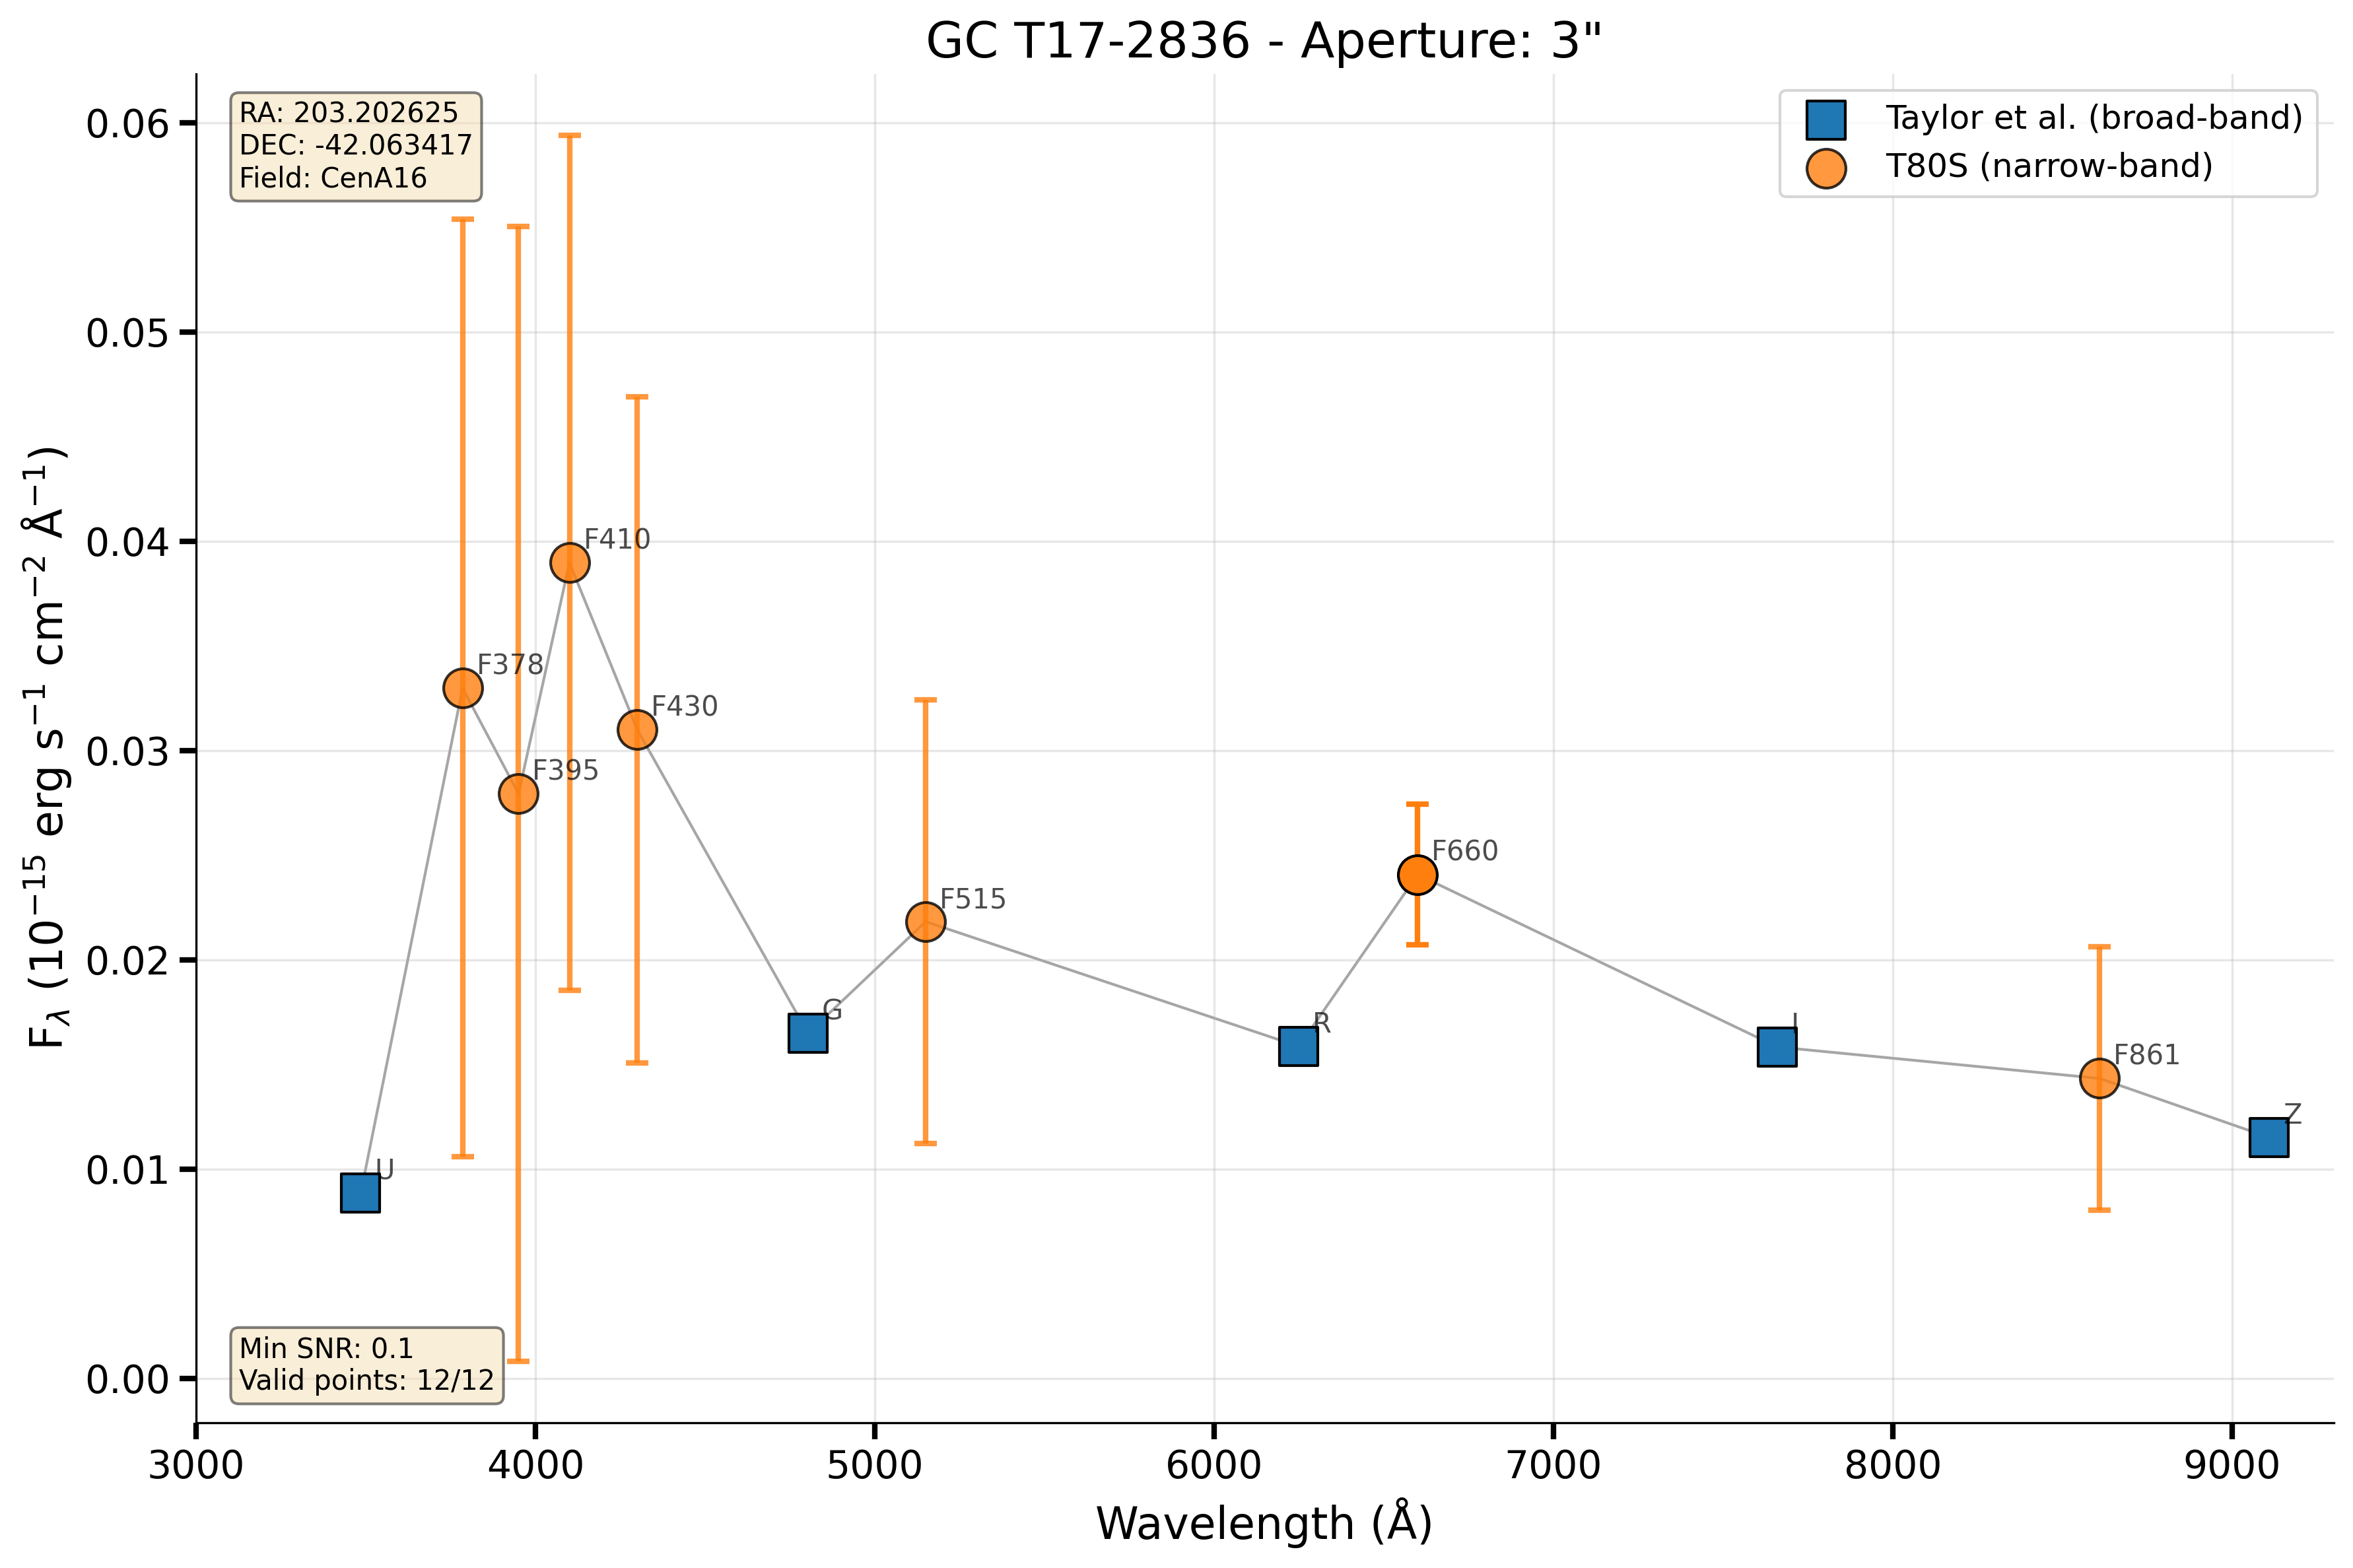 GC T17-2836 - Aperture: 3"
RA: 203.202625
DEC: -42.063417
Field: CenA16
Taylor et al. (broad-band)
T80S (narrow-band)
F$_{λ}$ (10$^{−15}$ erg s$^{−1}$ cm$^{−2}$ Å$^{−1}$)
0.06
0.05
0.04
0.03
0.02
0.01
0.00
U
F378
F395
F410
F430
G
F515
R
F660
I
F861
Z
Min SNR: 0.1
Valid points: 12/12
3000 4000 5000 6000 7000 8000 9000
Wavelength (Å)